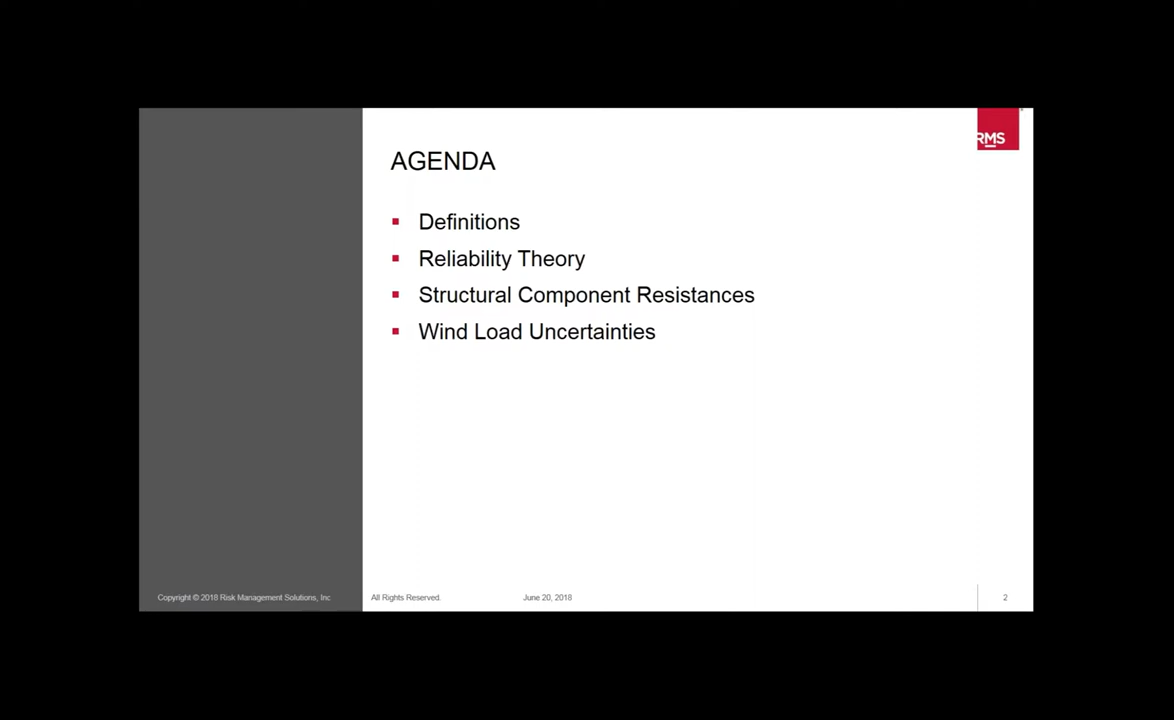 RMS
AGENDA
Definitions
Reliability Theory
Structural Component Resistances
Wind Load Uncertainties
Copyright © 2018 Risk Management Solutions, Inc All Rights Reserved. June 20, 2018 2